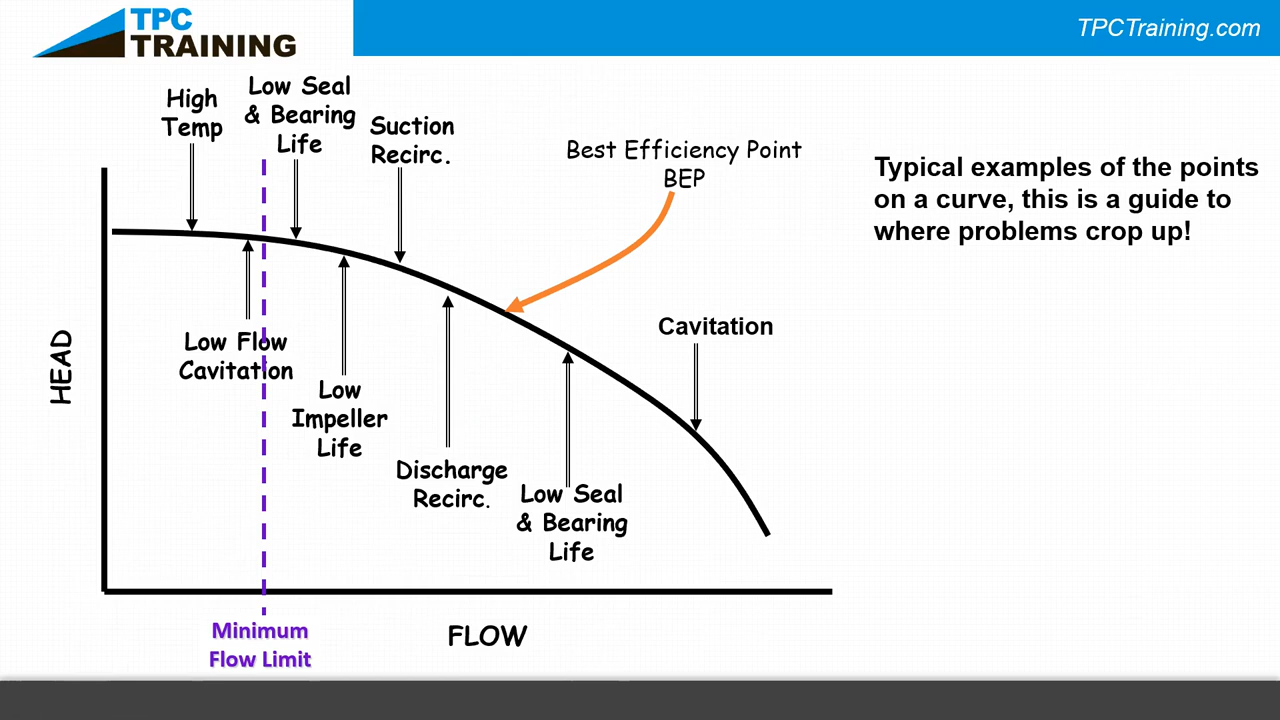 TPC
TRAINING
TPCTraining.com
High
Temp
Low Seal
& Bearing
Life
Suction
Recirc.
Best Efficiency Point
BEP
Typical examples of the points
on a curve, this is a guide to
where problems crop up!
Cavitation
Low Flow
Cavitation
Low
Impeller
Life
Discharge
Recirc.
Low Seal
& Bearing
Life
HEAD
FLOW
Minimum
Flow Limit